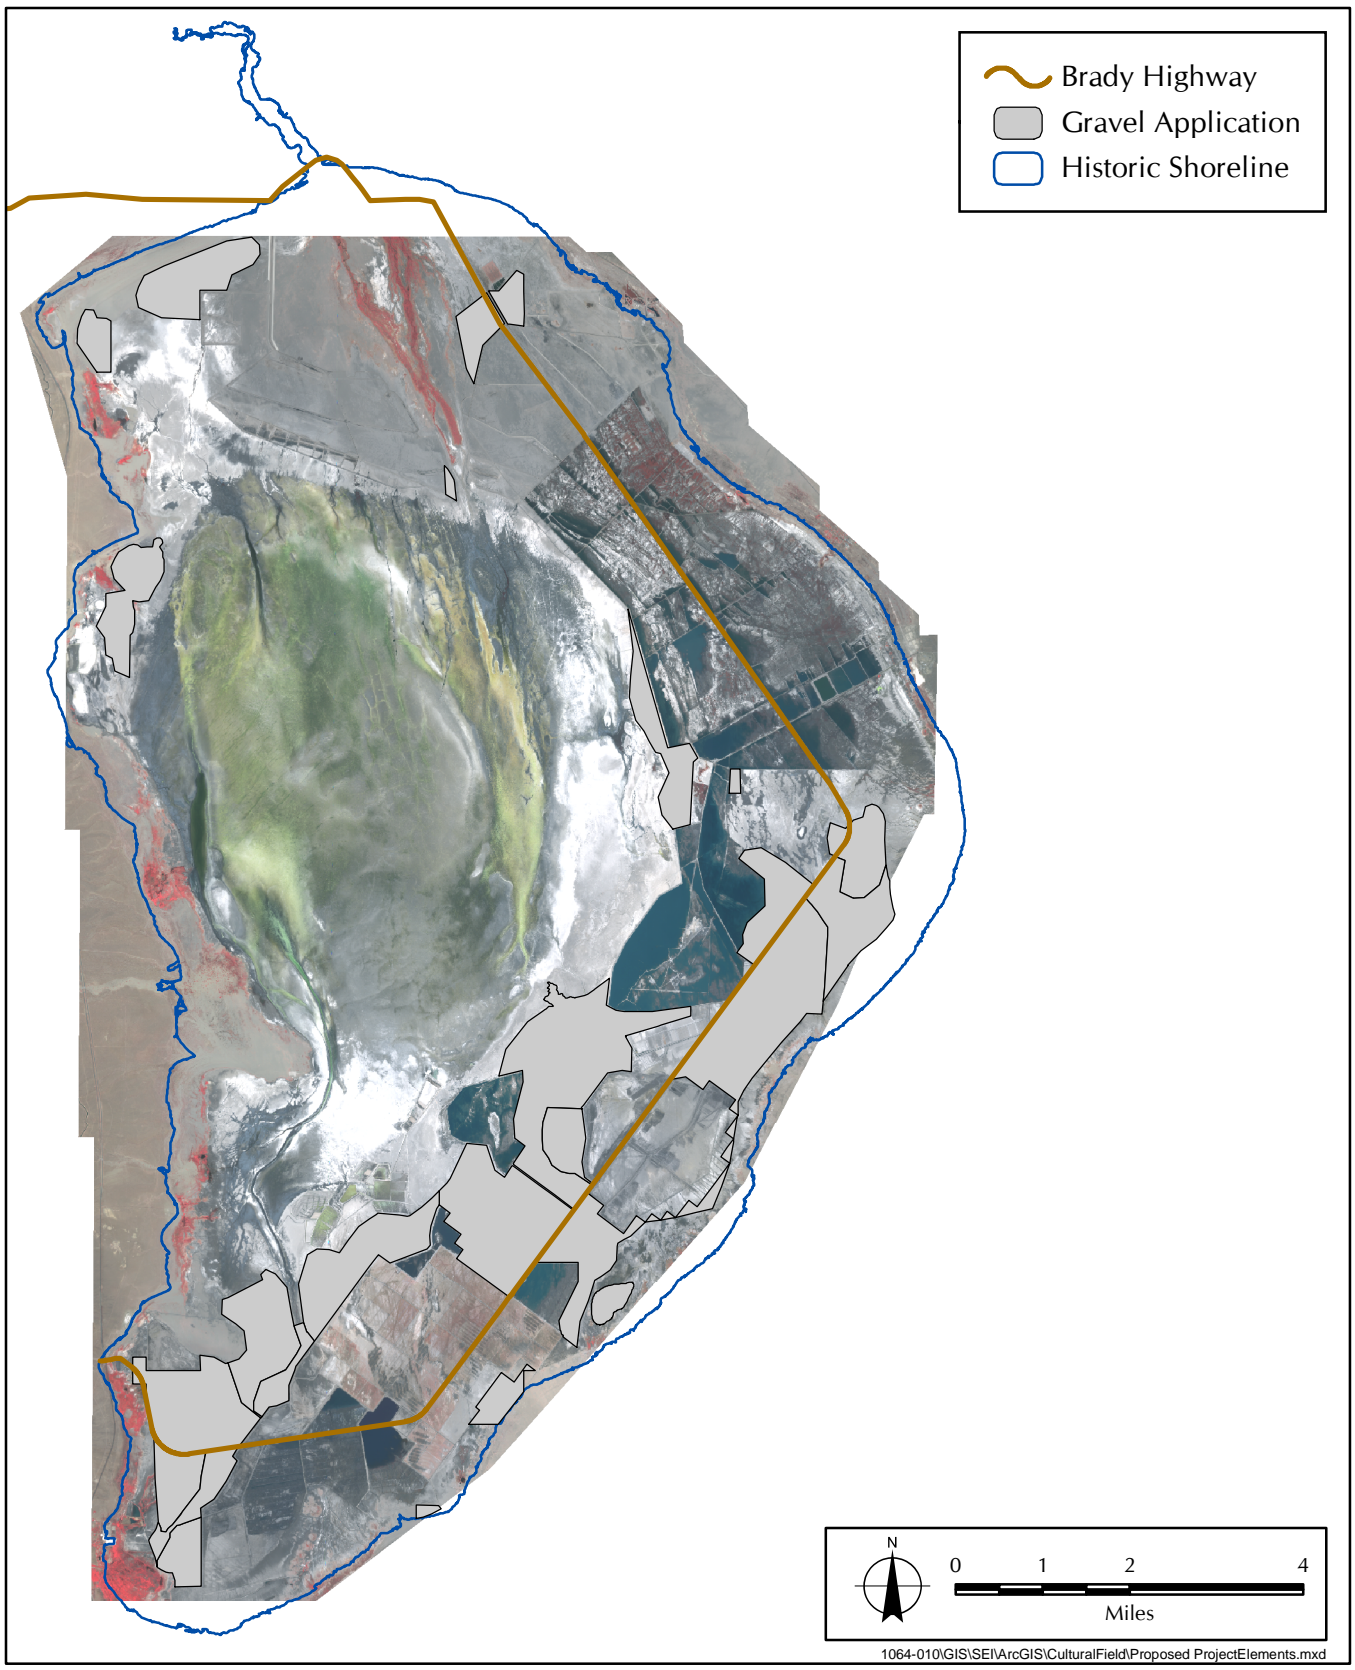 Brady Highway
Gravel Application
Historic Shoreline
N
0 1 2 4
Miles
1064-010\GIS\SEI\ArcGIS\CulturalField\Proposed ProjectElements.mxd